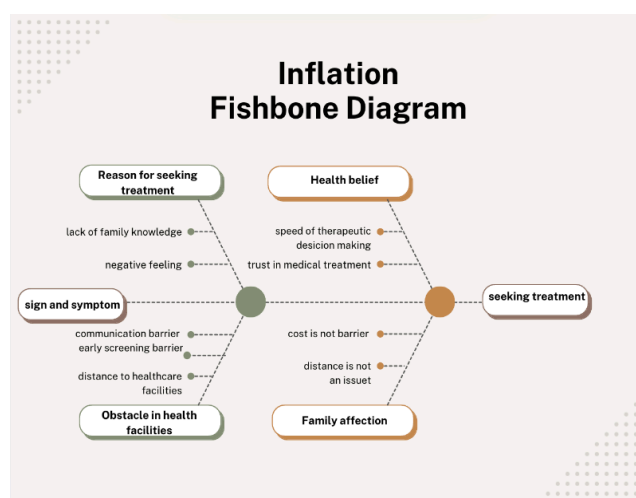 Inflation
Fishbone Diagram
Reason for seeking
treatment
Health belief
lack of family knowledge
negative feeling
speed of therapeutic
desicion making
trust in medical treatment
sign and symptom
seeking treatment
communication barrier
early screening barrier
distance to healthcare
facilities
cost is not barrier
distance is not
an issuet
Obstacle in health
facilities
Family affection